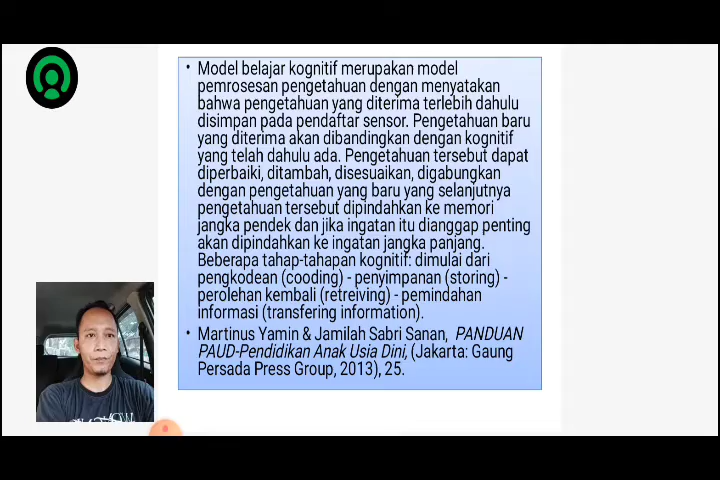 • Model belajar kognitif merupakan model
pemrosesan pengetahuan dengan menyatakan
bahwa pengetahuan yang diterima terlebih dahulu
disimpan pada pendaftar sensor. Pengetahuan baru
yang diterima akan dibandingkan dengan kognitif
yang telah dahulu ada. Pengetahuan tersebut dapat
diperbaiki, ditambah, disesuaikan, digabungkan
dengan pengetahuan yang baru yang selanjutnya
pengetahuan tersebut dipindahkan ke memori
jangka pendek dan jika ingatan itu dianggap penting
akan dipindahkan ke ingatan jangka panjang.
Beberapa tahap-tahapan kognitif: dimulai dari
pengkodean (cooding) - penyimpanan (storing) -
perolehan kembali (retreiving) - pemindahan
informasi (transfering information).
• Martinus Yamin & Jamilah Sabri Sanan, PANDUAN
PAUD-Pendidikan Anak Usia Dini, (Jakarta: Gaung
Persada Press Group, 2013), 25.